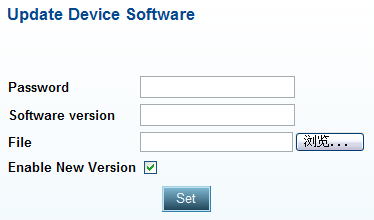 Update Device Software
Password
Software version
File 浏览...
Enable New Version
Set